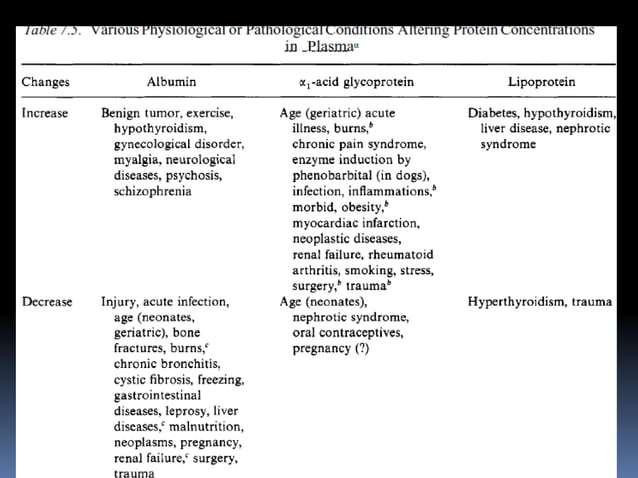 Table 7.5. Various Physiological or Pathological Conditions Altering Protein Concentrations
in Plasmaᵃ
Changes Albumin α₁-acid glycoprotein Lipoprotein
Increase
Benign tumor, exercise,
hypothyroidism,
gynecological disorder,
myalgia, neurological
diseases, psychosis,
schizophrenia
Age (geriatric) acute
illness, burns,ᵇ
chronic pain syndrome,
enzyme induction by
phenobarbital (in dogs),
infection, inflammations,ᵇ
morbid, obesity,ᵇ
myocardiac infarction,
neoplastic diseases,
renal failure, rheumatoid
arthritis, smoking, stress,
surgery,ᵇ traumaᵇ
Diabetes, hypothyroidism,
liver disease, nephrotic
syndrome
Decrease
Injury, acute infection,
age (neonates,
geriatric), bone
fractures, burns,ᶜ
chronic bronchitis,
cystic fibrosis, freezing,
gastrointestinal
diseases, leprosy, liver
diseases,ᶜ malnutrition,
neoplasms, pregnancy,
renal failure,ᶜ surgery,
trauma
Age (neonates),
nephrotic syndrome,
oral contraceptives,
pregnancy (?)
Hyperthyroidism, trauma